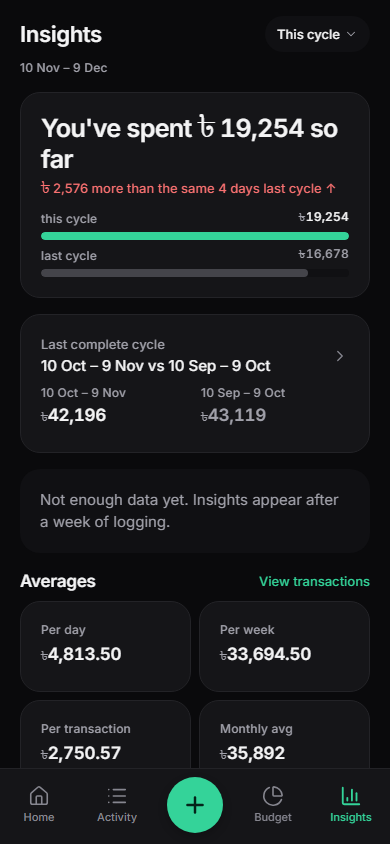 Insights
This cycle
10 Nov – 9 Dec
You've spent ৳ 19,254 so
far
৳ 2,576 more than the same 4 days last cycle ↑
this cycle ৳19,254
last cycle ৳16,678
Last complete cycle
10 Oct – 9 Nov vs 10 Sep – 9 Oct
10 Oct – 9 Nov 10 Sep – 9 Oct
৳42,196 ৳43,119
Not enough data yet. Insights appear after
a week of logging.
Averages View transactions
Per day Per week
৳4,813.50 ৳33,694.50
Per transaction Monthly avg
৳2,750.57 ৳35,892
Home Activity Budget Insights